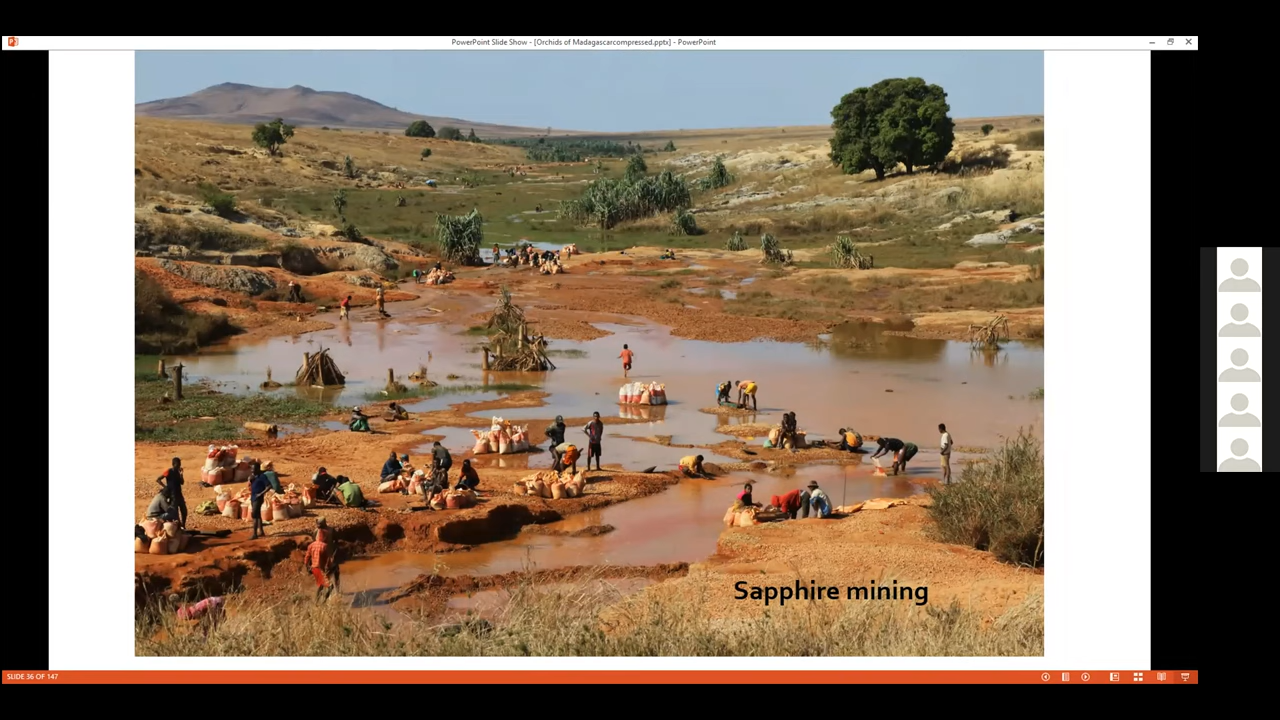 PowerPoint Slide Show - [Orchids of Madagascarcompressed.pptx] - PowerPoint
Sapphire mining
SLIDE 36 OF 147